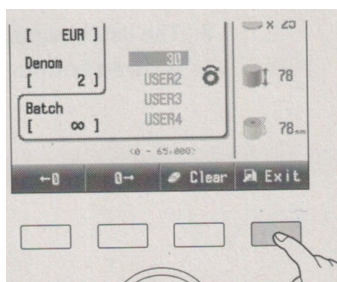 [ EUR ]
Denom
[ 2 ]
Batch
[ ∞ ]
30
USER2
USER3
USER4
(0 - 65,000)
x 25
78
78mm
←0 0→ Clear Exit